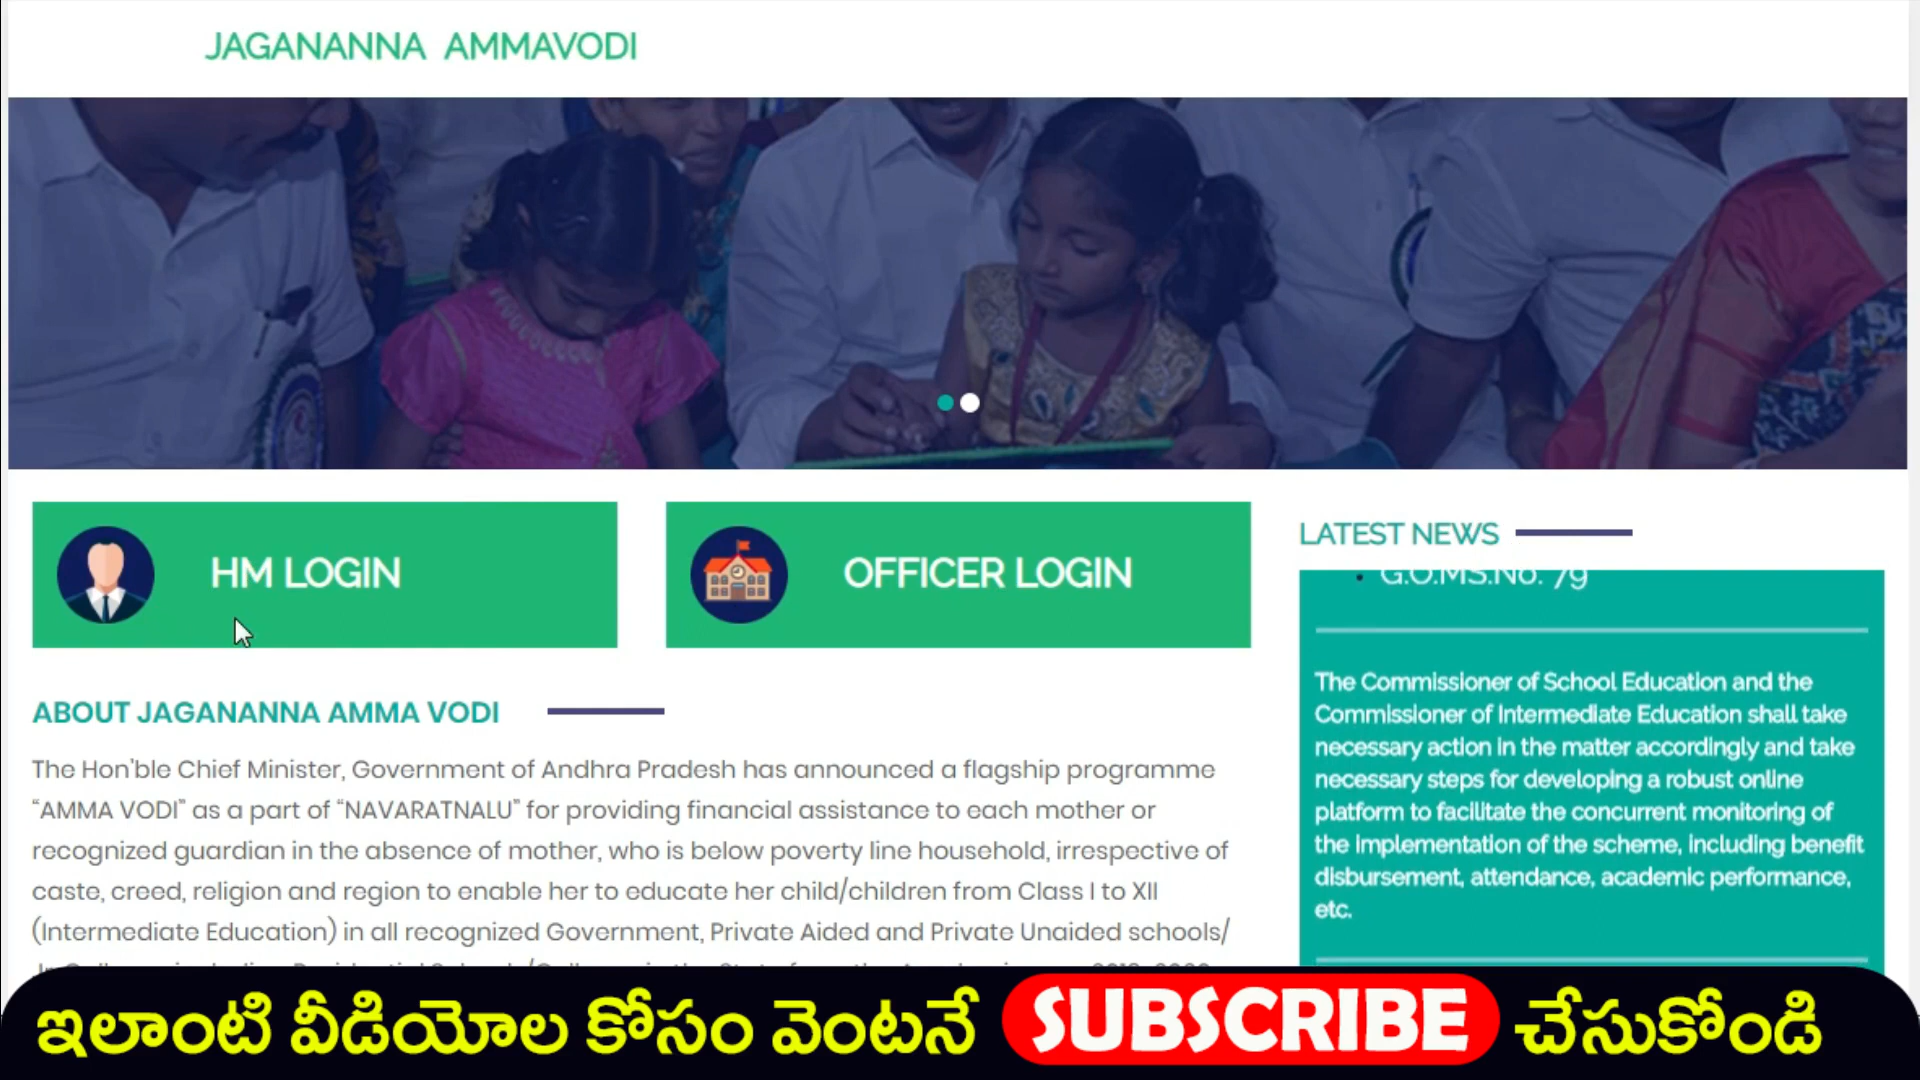 JAGANANNA AMMAVODI
HM LOGIN
OFFICER LOGIN
LATEST NEWS
• G.O.MS.No. 79
The Commissioner of School Education and the
Commissioner of Intermediate Education shall take
necessary action in the matter accordingly and take
necessary steps for developing a robust online
platform to facilitate the concurrent monitoring of
the implementation of the scheme, including benefit
disbursement, attendance, academic performance,
etc.
ABOUT JAGANANNA AMMA VODI
The Hon'ble Chief Minister, Government of Andhra Pradesh has announced a flagship programme
“AMMA VODI” as a part of “NAVARATNALU” for providing financial assistance to each mother or
recognized guardian in the absence of mother, who is below poverty line household, irrespective of
caste, creed, religion and region to enable her to educate her child/children from Class I to XII
(Intermediate Education) in all recognized Government, Private Aided and Private Unaided schools/
ఇలాంటి వీడియోల కోసం వెంటనే SUBSCRIBE చేసుకోండి